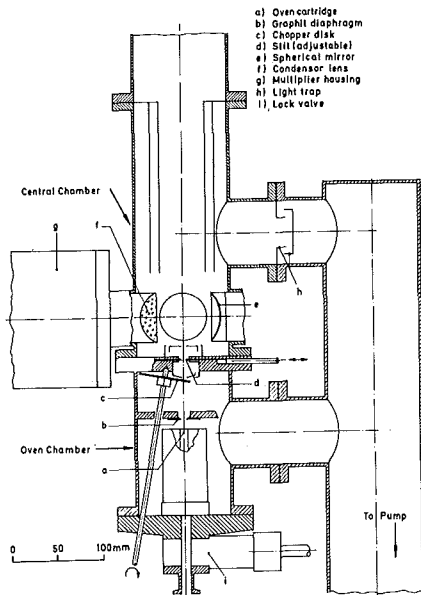 a) Oven cartridge
b) Graphit diaphragm
c) Chopper disk
d) Slit (adjustable)
e) Spherical mirror
f) Condensor lens
g) Multiplier housing
h) Light trap
i) Lock valve
Central Chamber
g
f
e
h
d
c
b
Oven Chamber
a
To Pump
0 50 100mm
i